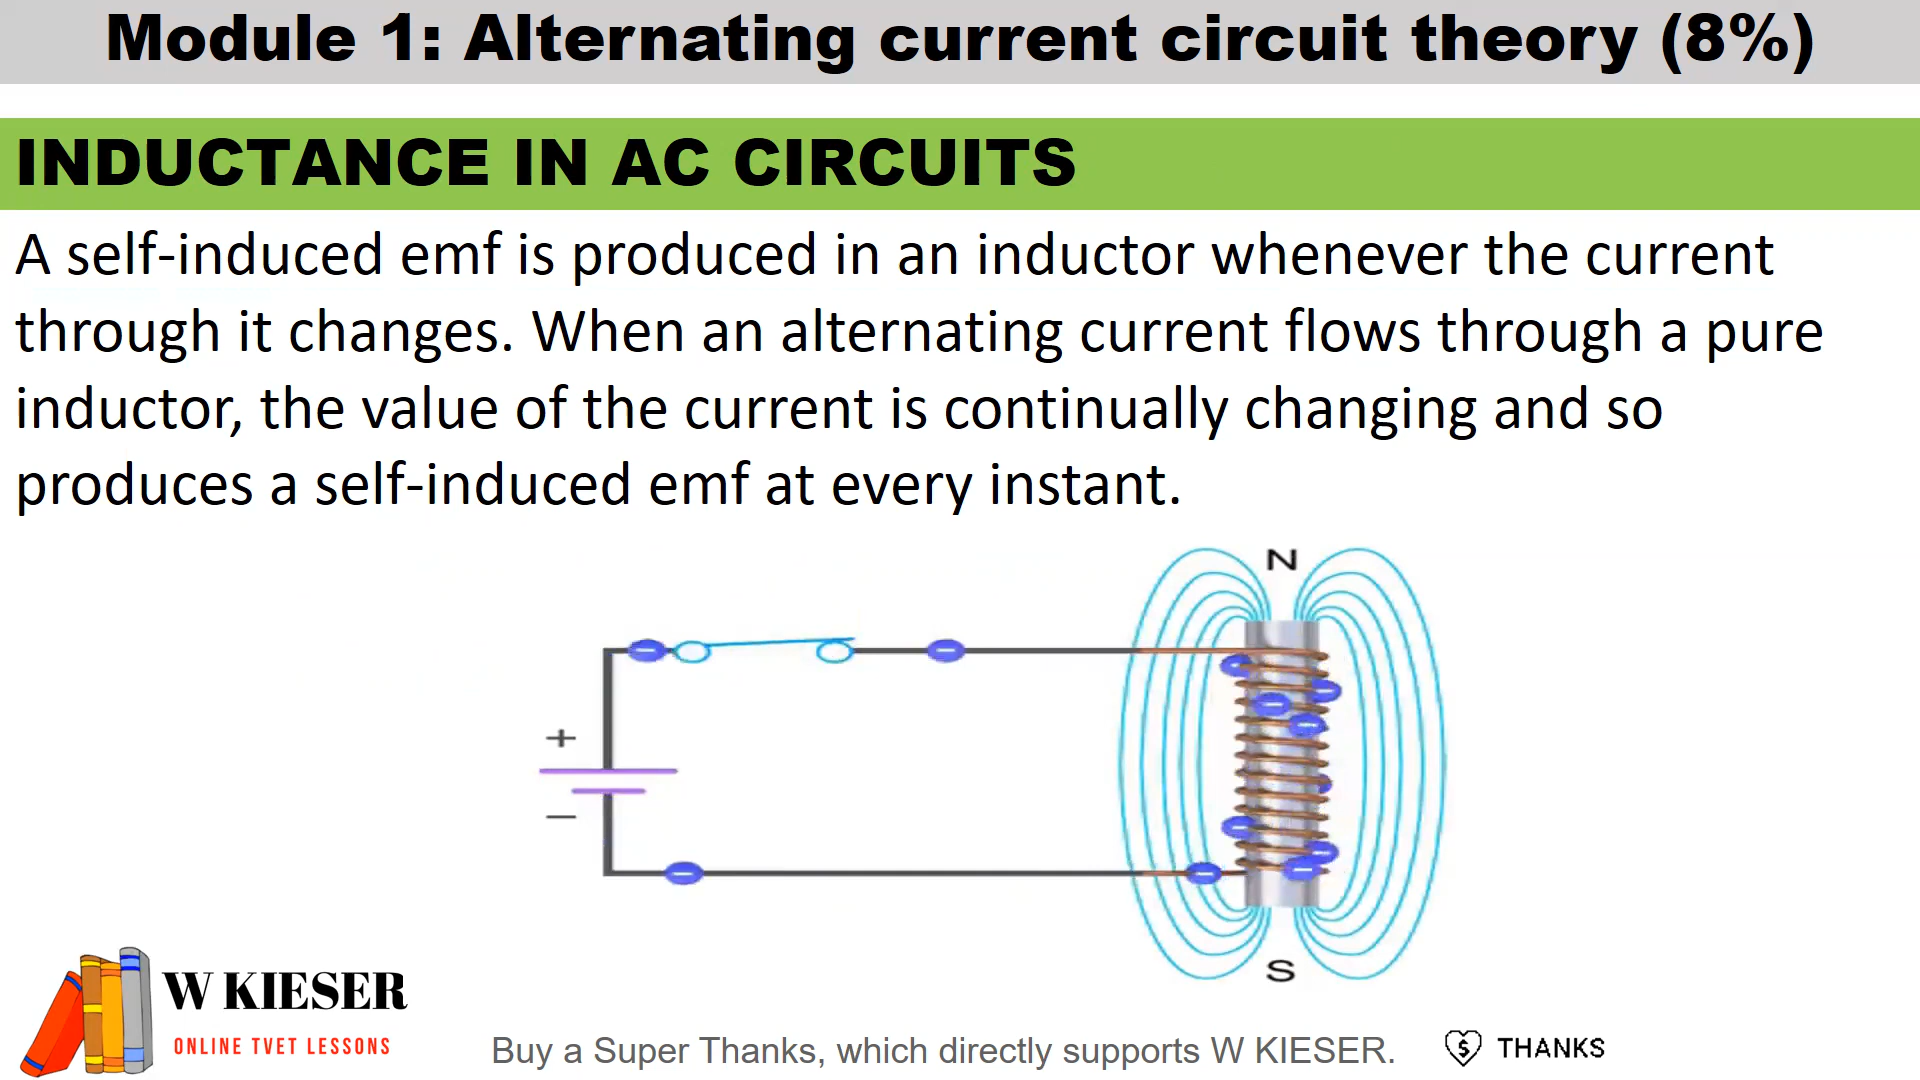 Module 1: Alternating current circuit theory (8%)
INDUCTANCE IN AC CIRCUITS
A self-induced emf is produced in an inductor whenever the current
through it changes. When an alternating current flows through a pure
inductor, the value of the current is continually changing and so
produces a self-induced emf at every instant.
N
+
−
S
W KIESER
ONLINE TVET LESSONS
Buy a Super Thanks, which directly supports W KIESER.
$ THANKS